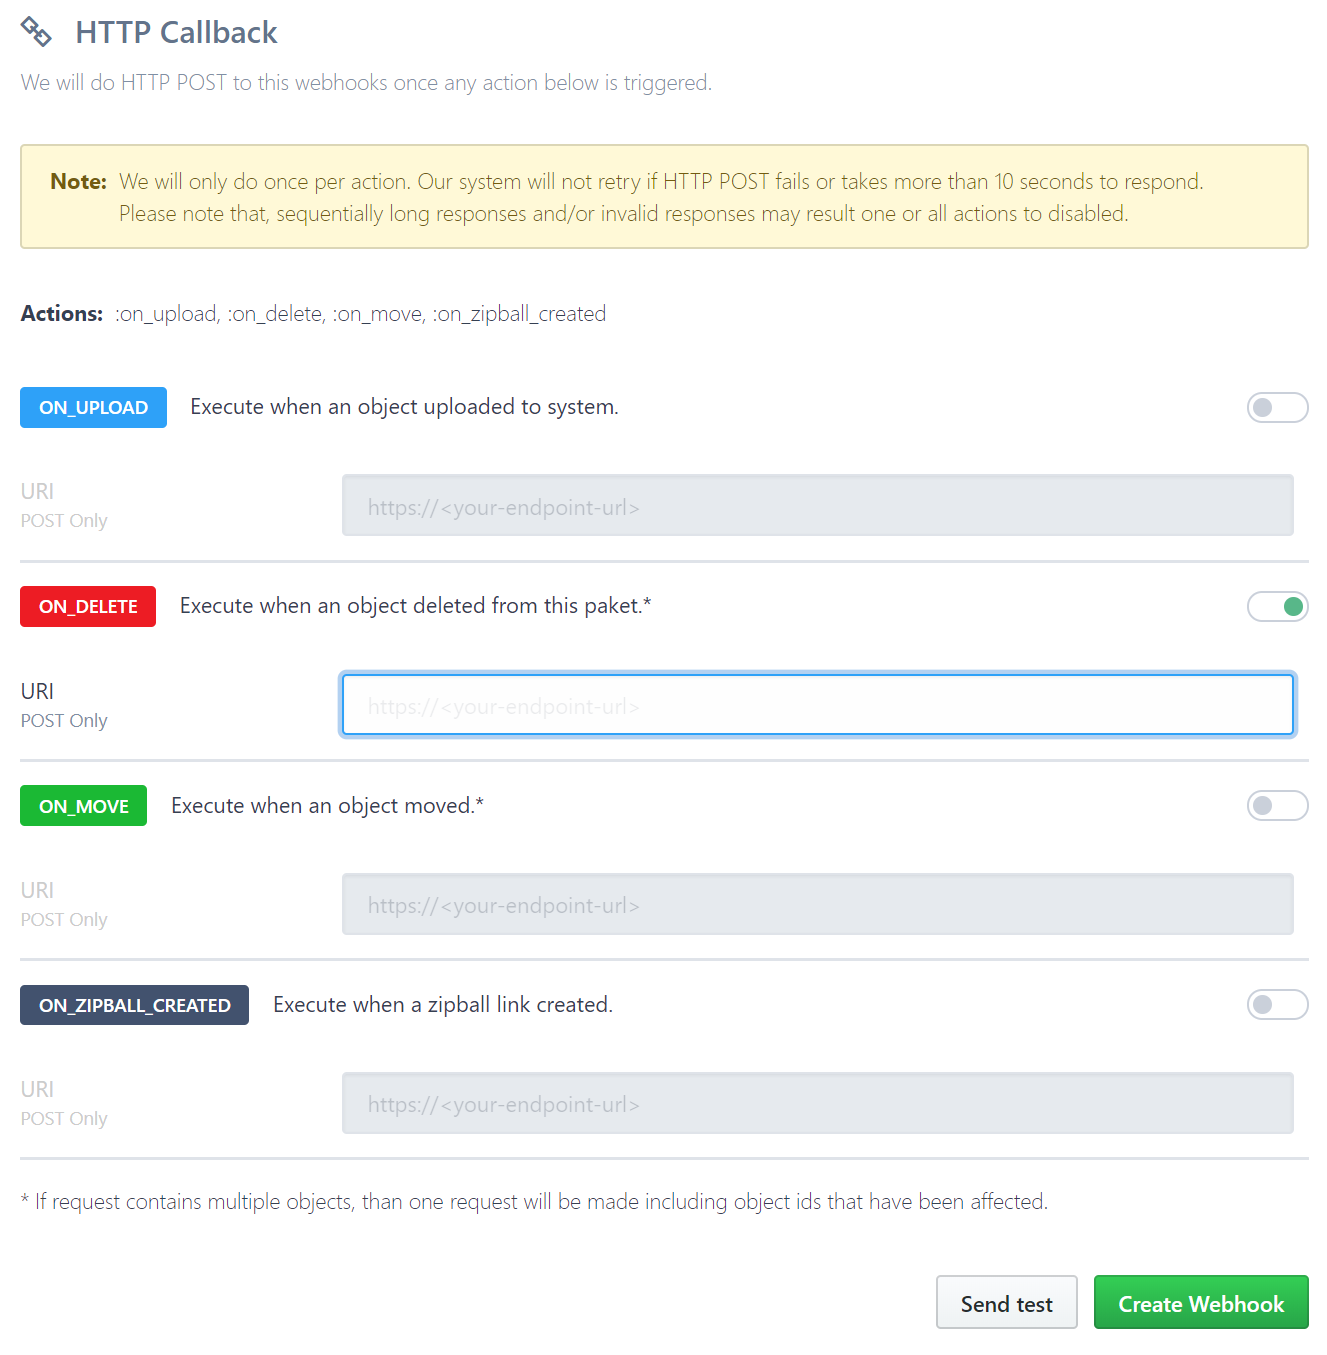 HTTP Callback
We will do HTTP POST to this webhooks once any action below is triggered.
Note: We will only do once per action. Our system will not retry if HTTP POST fails or takes more than 10 seconds to respond.
Please note that, sequentially long responses and/or invalid responses may result one or all actions to disabled.
Actions: :on_upload, :on_delete, :on_move, :on_zipball_created
ON_UPLOAD Execute when an object uploaded to system.
URI
POST Only
https://<your-endpoint-url>
ON_DELETE Execute when an object deleted from this paket.*
URI
POST Only
https://<your-endpoint-url>
ON_MOVE Execute when an object moved.*
URI
POST Only
https://<your-endpoint-url>
ON_ZIPBALL_CREATED Execute when a zipball link created.
URI
POST Only
https://<your-endpoint-url>
* If request contains multiple objects, than one request will be made including object ids that have been affected.
Send test Create Webhook